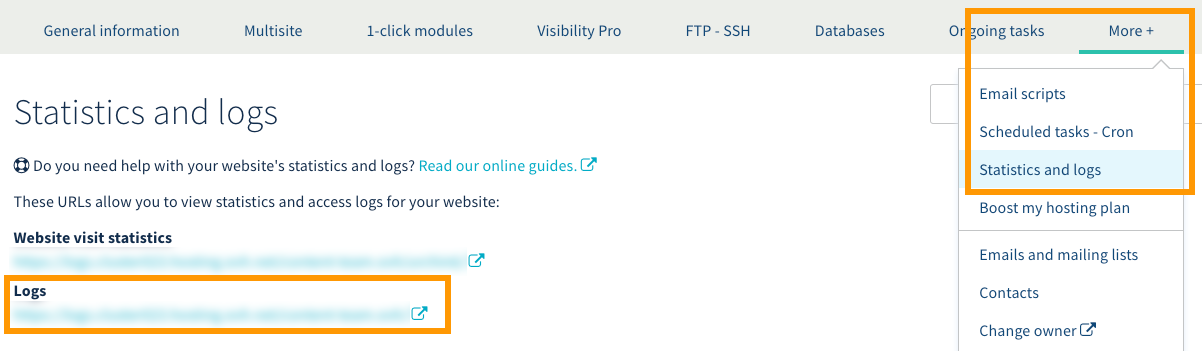 General information Multisite 1-click modules Visibility Pro FTP - SSH Databases Ongoing tasks More +
Email scripts
Scheduled tasks - Cron
Statistics and logs
Boost my hosting plan
Emails and mailing lists
Contacts
Change owner
Statistics and logs
Do you need help with your website's statistics and logs? Read our online guides.
These URLs allow you to view statistics and access logs for your website:
Website visit statistics
Logs